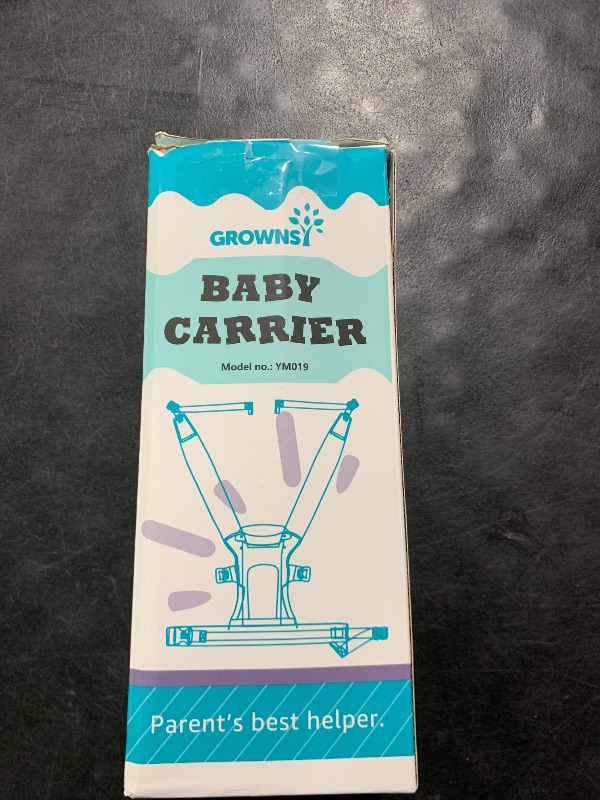 GROWNSY
BABY
CARRIER
Model no.: YM019
Parent's best helper.